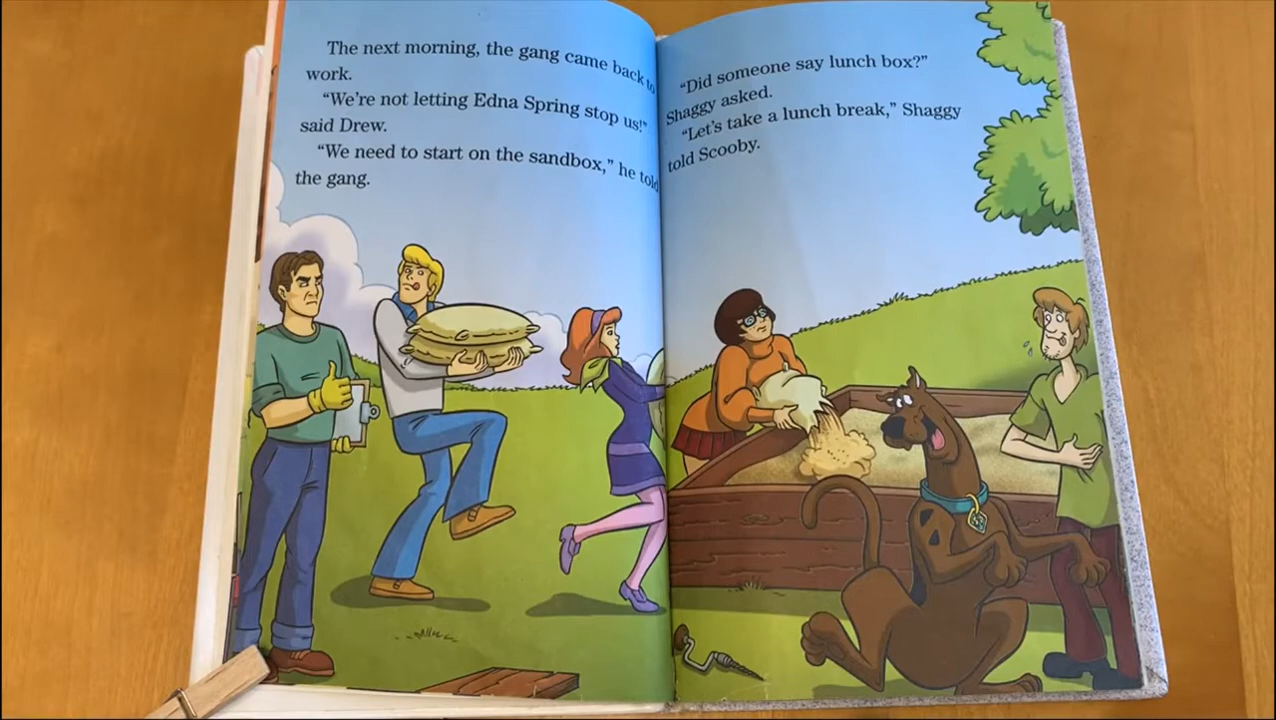 The next morning, the gang came back to
work.
“We’re not letting Edna Spring stop us!”
said Drew.
“We need to start on the sandbox,” he told
the gang.
“Did someone say lunch box?”
Shaggy asked.
“Let’s take a lunch break,” Shaggy
told Scooby.